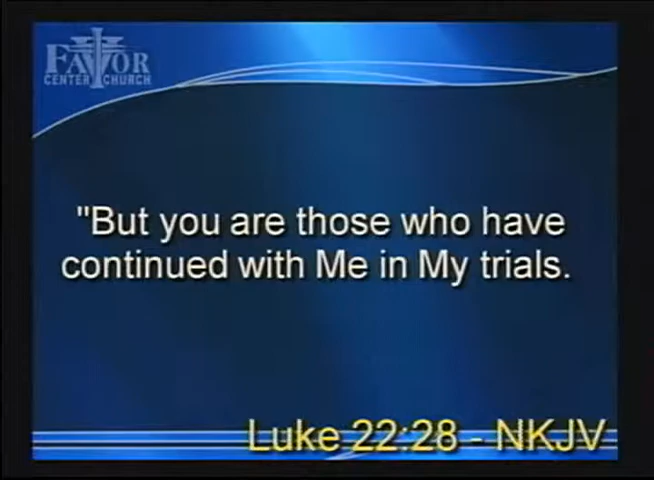 FAVOR
CENTER CHURCH
"But you are those who have
continued with Me in My trials.
Luke 22:28 - NKJV